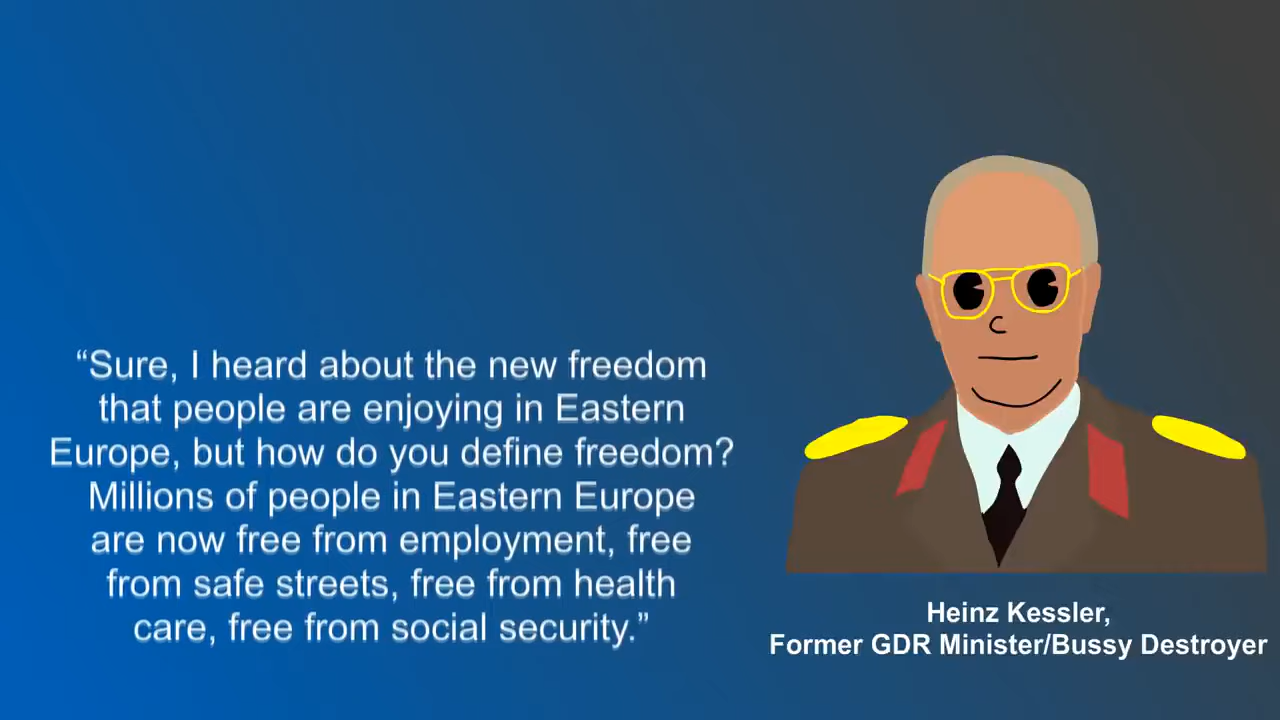 “Sure, I heard about the new freedom
that people are enjoying in Eastern
Europe, but how do you define freedom?
Millions of people in Eastern Europe
are now free from employment, free
from safe streets, free from health
care, free from social security.”
Heinz Kessler,
Former GDR Minister/Bussy Destroyer